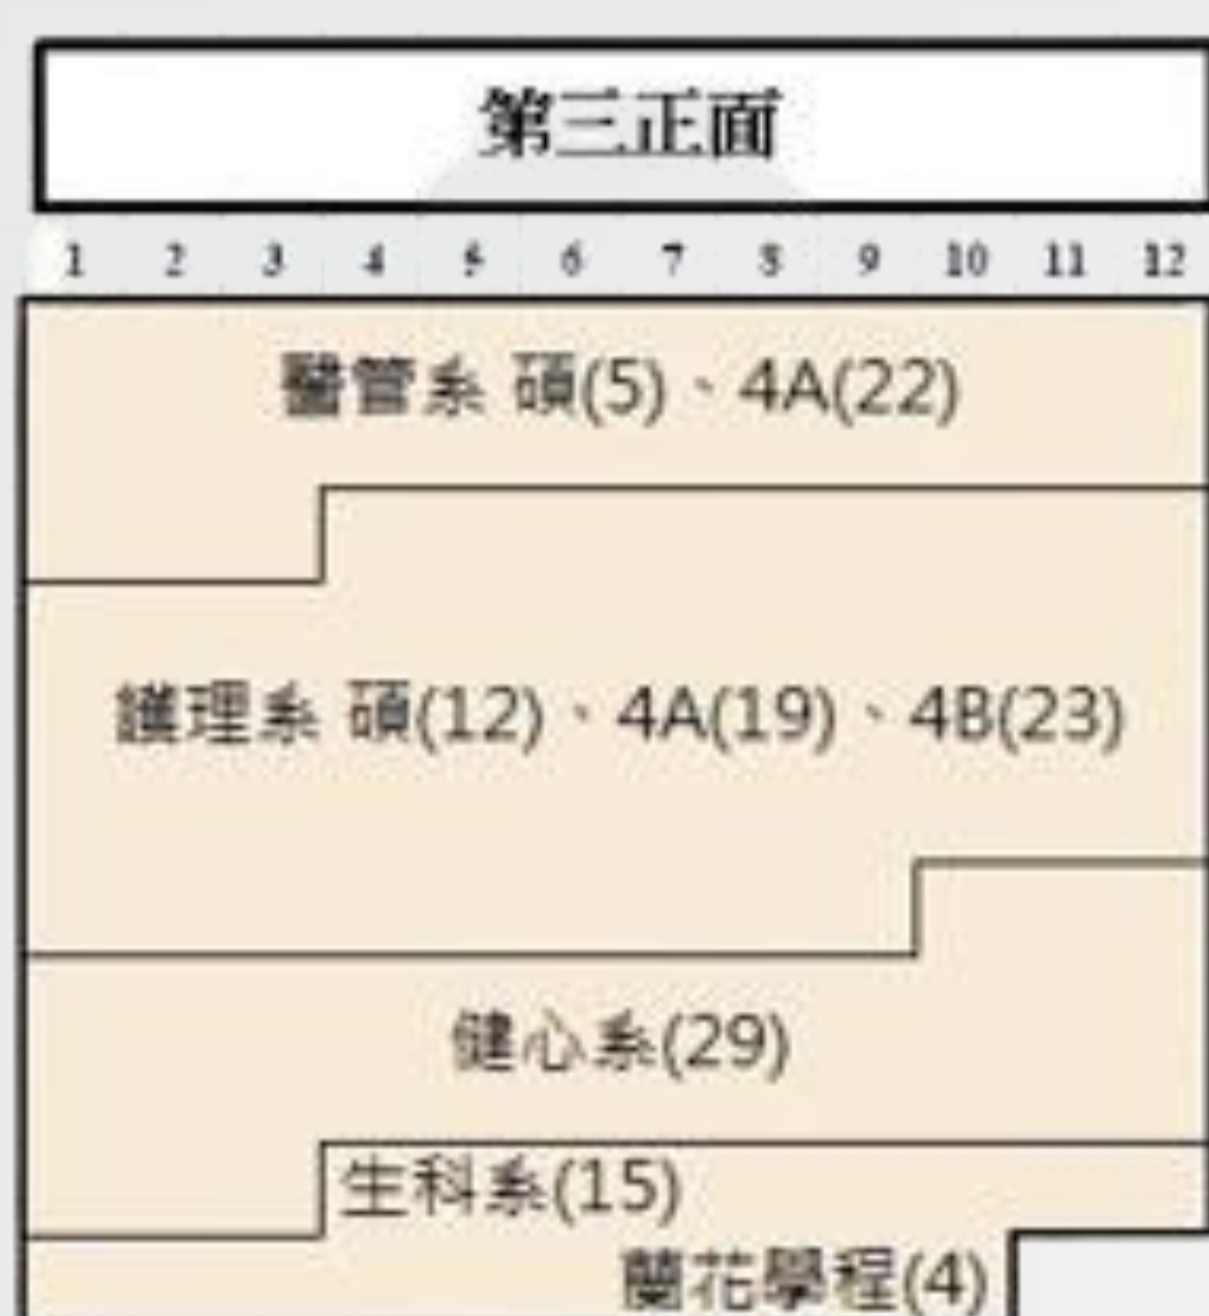 第三正面
1 2 3 4 5 6 7 8 9 10 11 12
醫管系 碩(5)、4A(22)
護理系 碩(12)、4A(19)、4B(23)
健心系(29)
生科系(15)
蘭花學程(4)